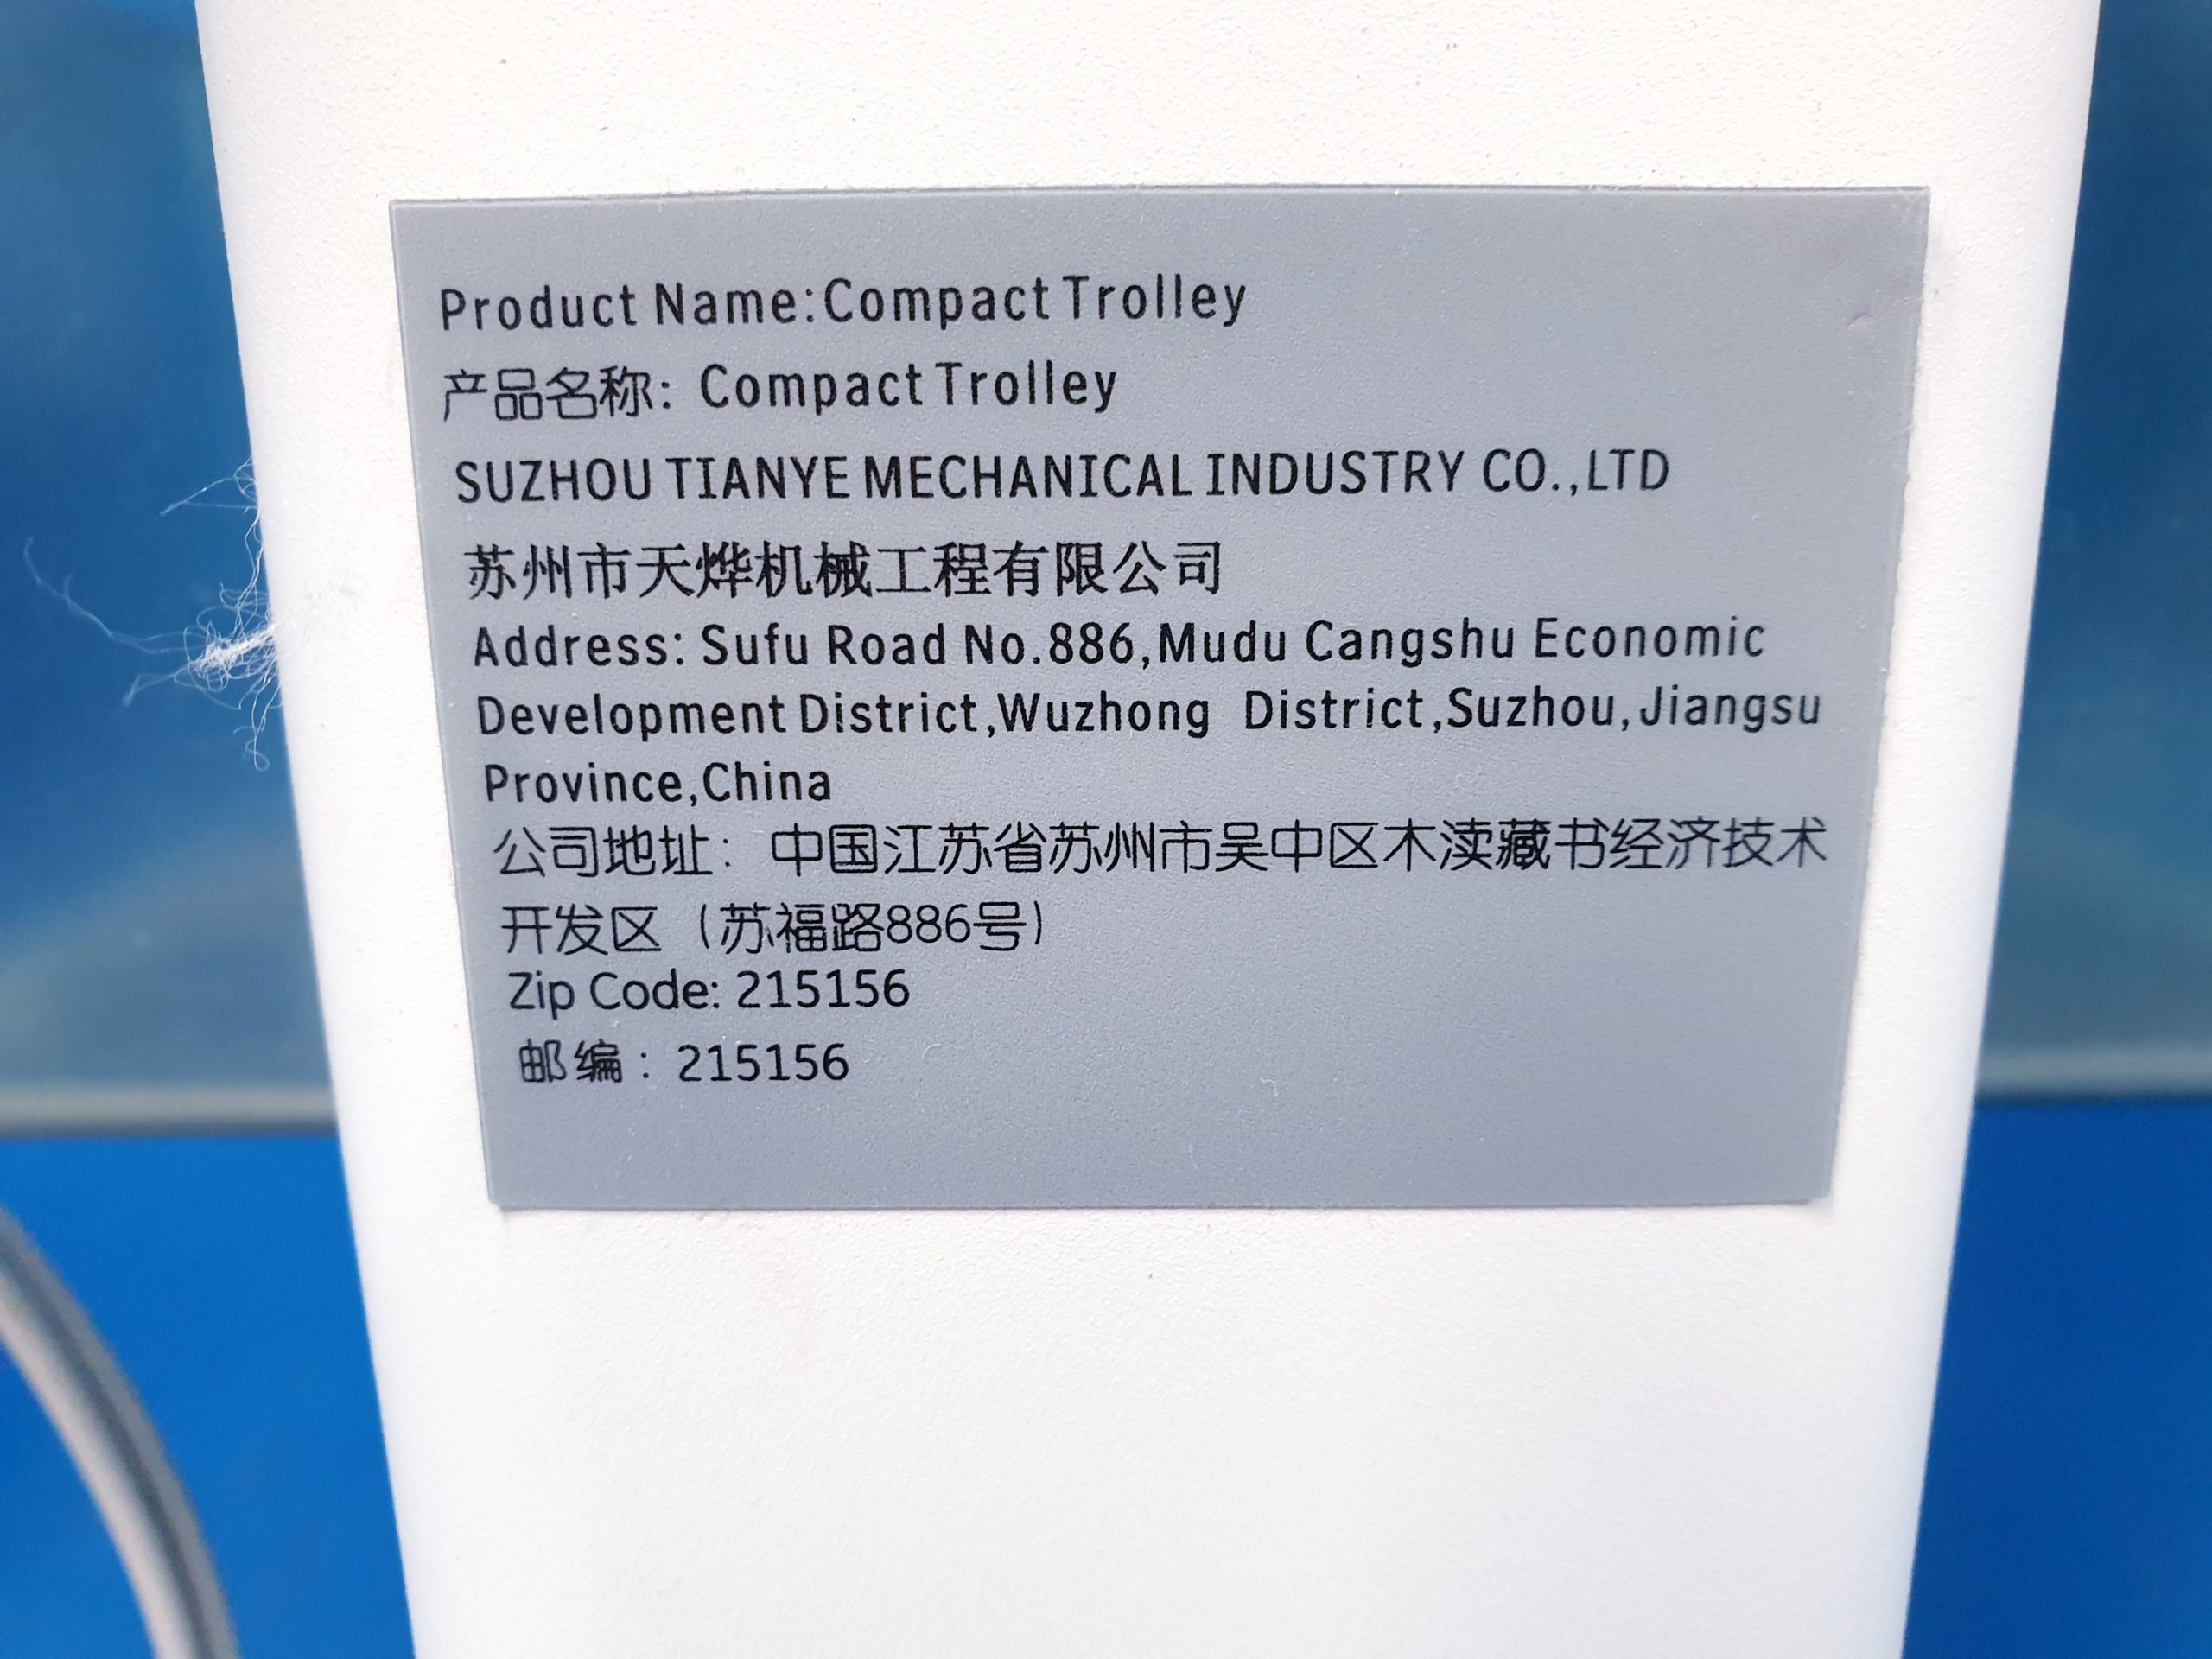 Product Name:Compact Trolley
产品名称: Compact Trolley
SUZHOU TIANYE MECHANICAL INDUSTRY CO.,LTD
苏州市天烨机械工程有限公司
Address: Sufu Road No.886,Mudu Cangshu Economic
Development District,Wuzhong District,Suzhou,Jiangsu
Province,China
公司地址: 中国江苏省苏州市吴中区木渎藏书经济技术
开发区 (苏福路886号)
Zip Code: 215156
邮编: 215156